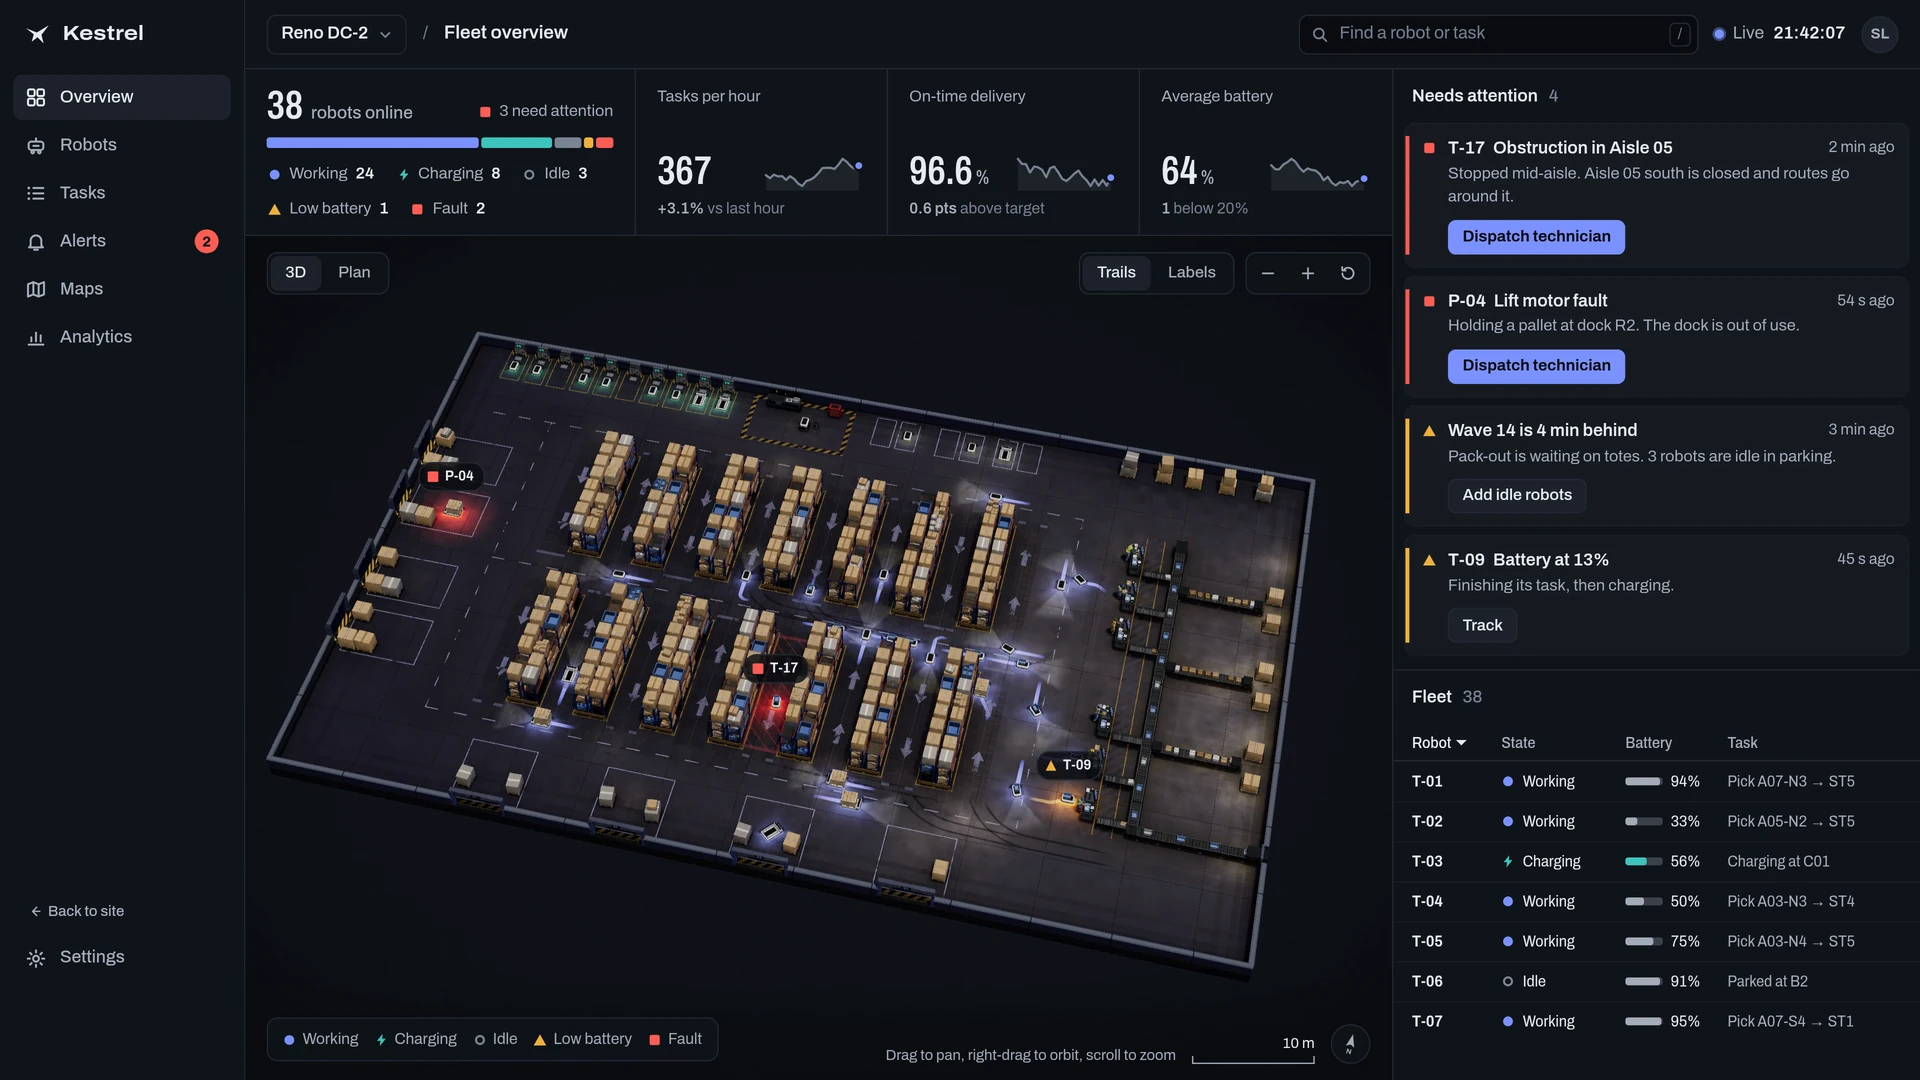 Kestrel
Overview
Robots
Tasks
Alerts 2
Maps
Analytics
← Back to site
Settings
Reno DC-2 / Fleet overview
Find a robot or task /
Live 21:42:07 SL
38 robots online 3 need attention
Working 24 Charging 8 Idle 3
Low battery 1 Fault 2
Tasks per hour
367
+3.1% vs last hour
On-time delivery
96.6 %
0.6 pts above target
Average battery
64 %
1 below 20%
3D Plan
Trails Labels
P-04
T-17
T-09
Working Charging Idle Low battery Fault
Drag to pan, right-drag to orbit, scroll to zoom
10 m
N
Needs attention 4
T-17 Obstruction in Aisle 05 2 min ago
Stopped mid-aisle. Aisle 05 south is closed and routes go
around it.
Dispatch technician
P-04 Lift motor fault 54 s ago
Holding a pallet at dock R2. The dock is out of use.
Dispatch technician
Wave 14 is 4 min behind 3 min ago
Pack-out is waiting on totes. 3 robots are idle in parking.
Add idle robots
T-09 Battery at 13% 45 s ago
Finishing its task, then charging.
Track
Fleet 38
Robot State Battery Task
T-01 Working 94% Pick A07-N3 → ST5
T-02 Working 33% Pick A05-N2 → ST5
T-03 Charging 56% Charging at C01
T-04 Working 50% Pick A03-N3 → ST4
T-05 Working 75% Pick A03-N4 → ST5
T-06 Idle 91% Parked at B2
T-07 Working 95% Pick A07-S4 → ST1